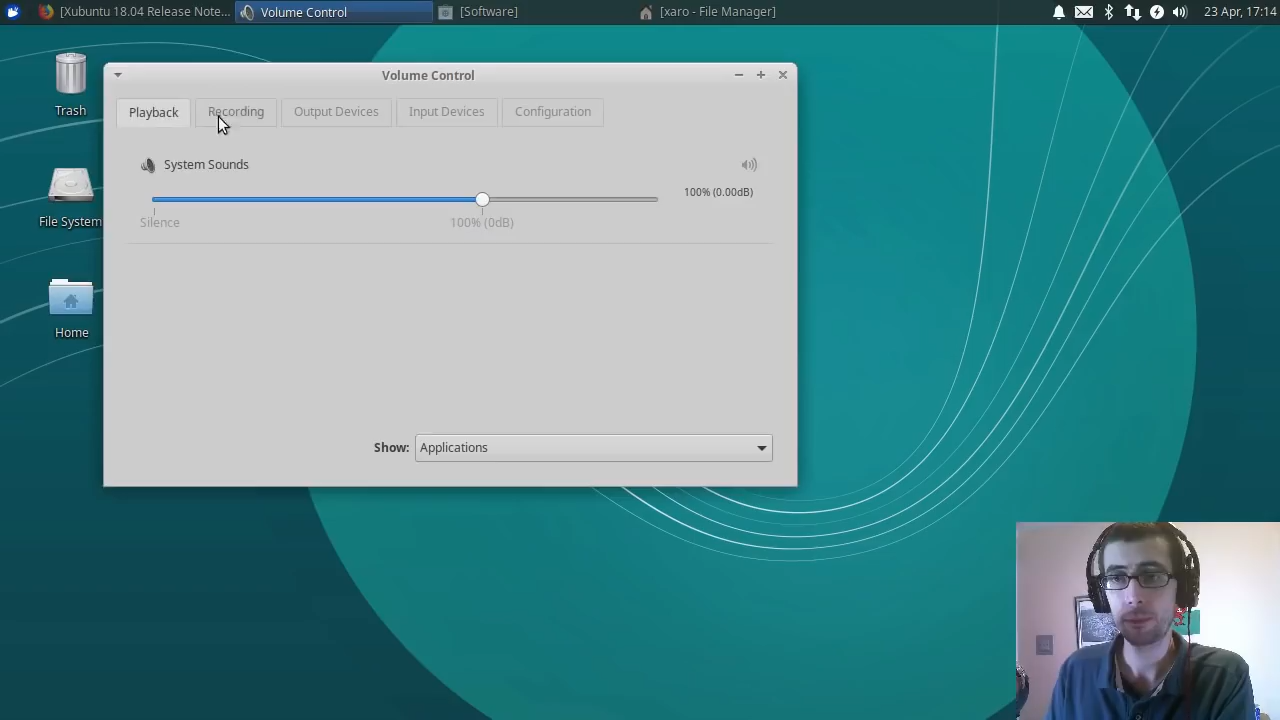 [Xubuntu 18.04 Release Note...
Volume Control
[Software]
[xaro - File Manager]
23 Apr, 17:14
Trash
File System
Home
Volume Control
Playback
Recording
Output Devices
Input Devices
Configuration
System Sounds
100% (0.00dB)
Silence
100% (0dB)
Show:
Applications